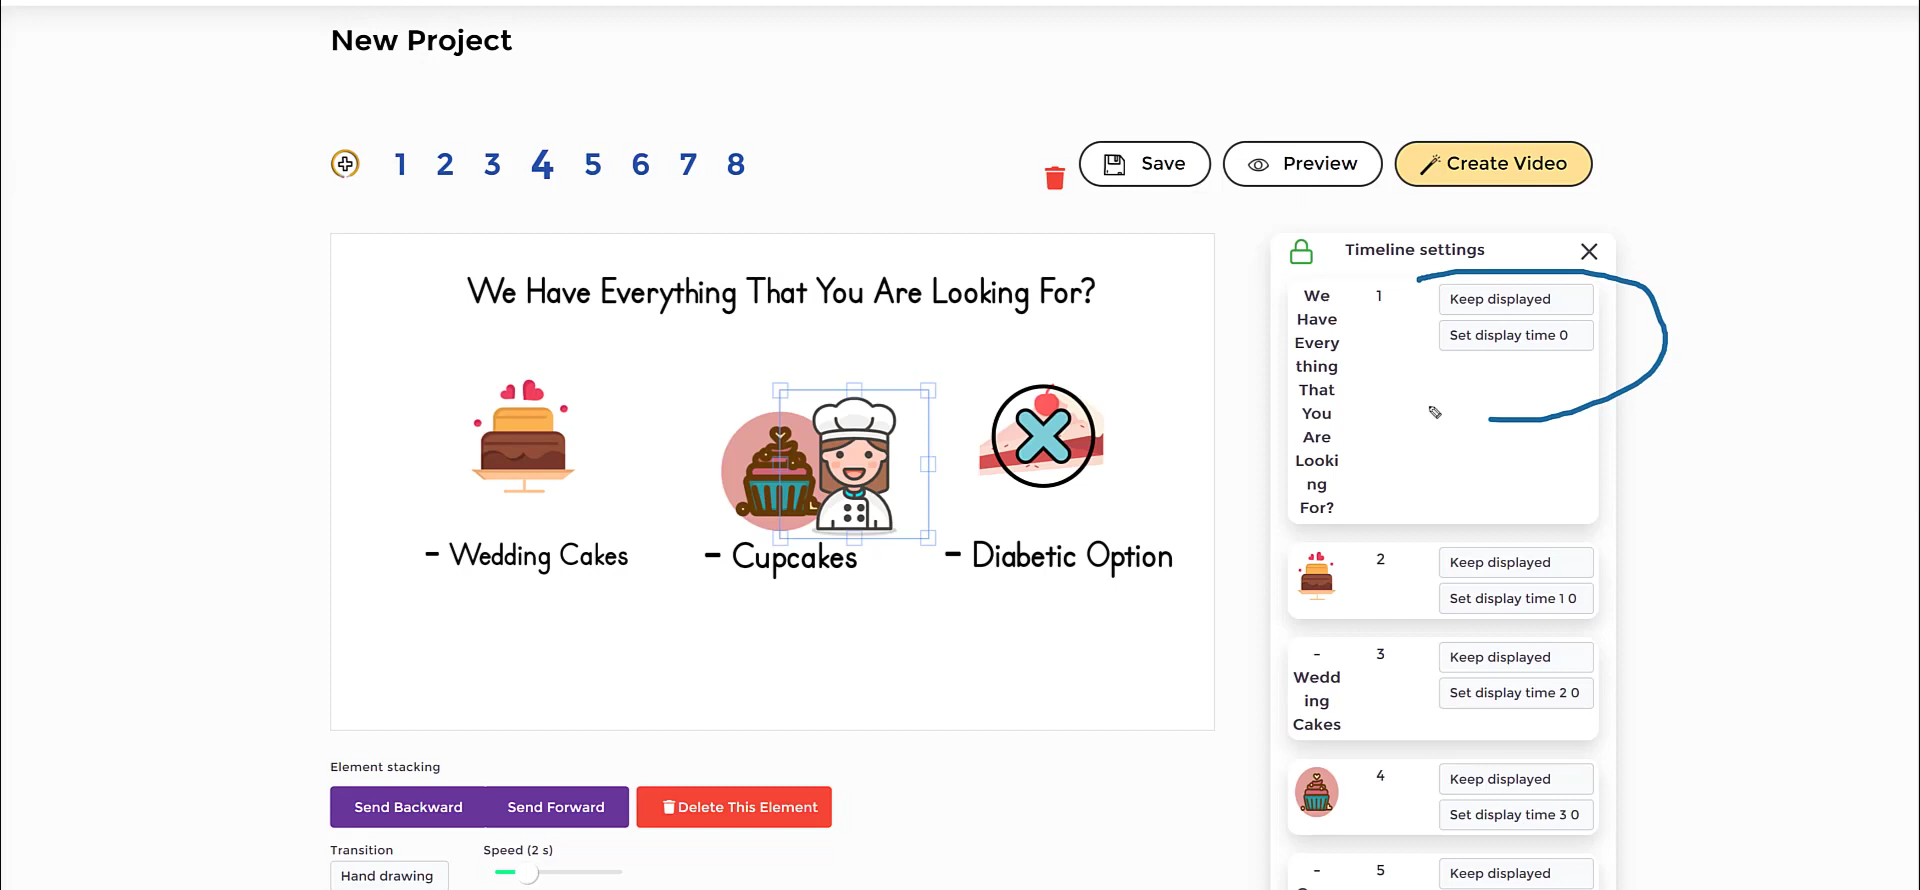 New Project
1 2 3 4 5 6 7 8
Save
Preview
Create Video
We Have Everything That You Are Looking For?
- Wedding Cakes
- Cupcakes
- Diabetic Option
Timeline settings
We
Have
Every
thing
That
You
Are
Looki
ng
For?
1
Keep displayed
Set display time 0
2
Keep displayed
Set display time 1 0
-
Wedd
ing
Cakes
3
Keep displayed
Set display time 2 0
4
Keep displayed
Set display time 3 0
-
5
Keep displayed
Element stacking
Send Backward
Send Forward
Delete This Element
Transition
Hand drawing
Speed (2 s)